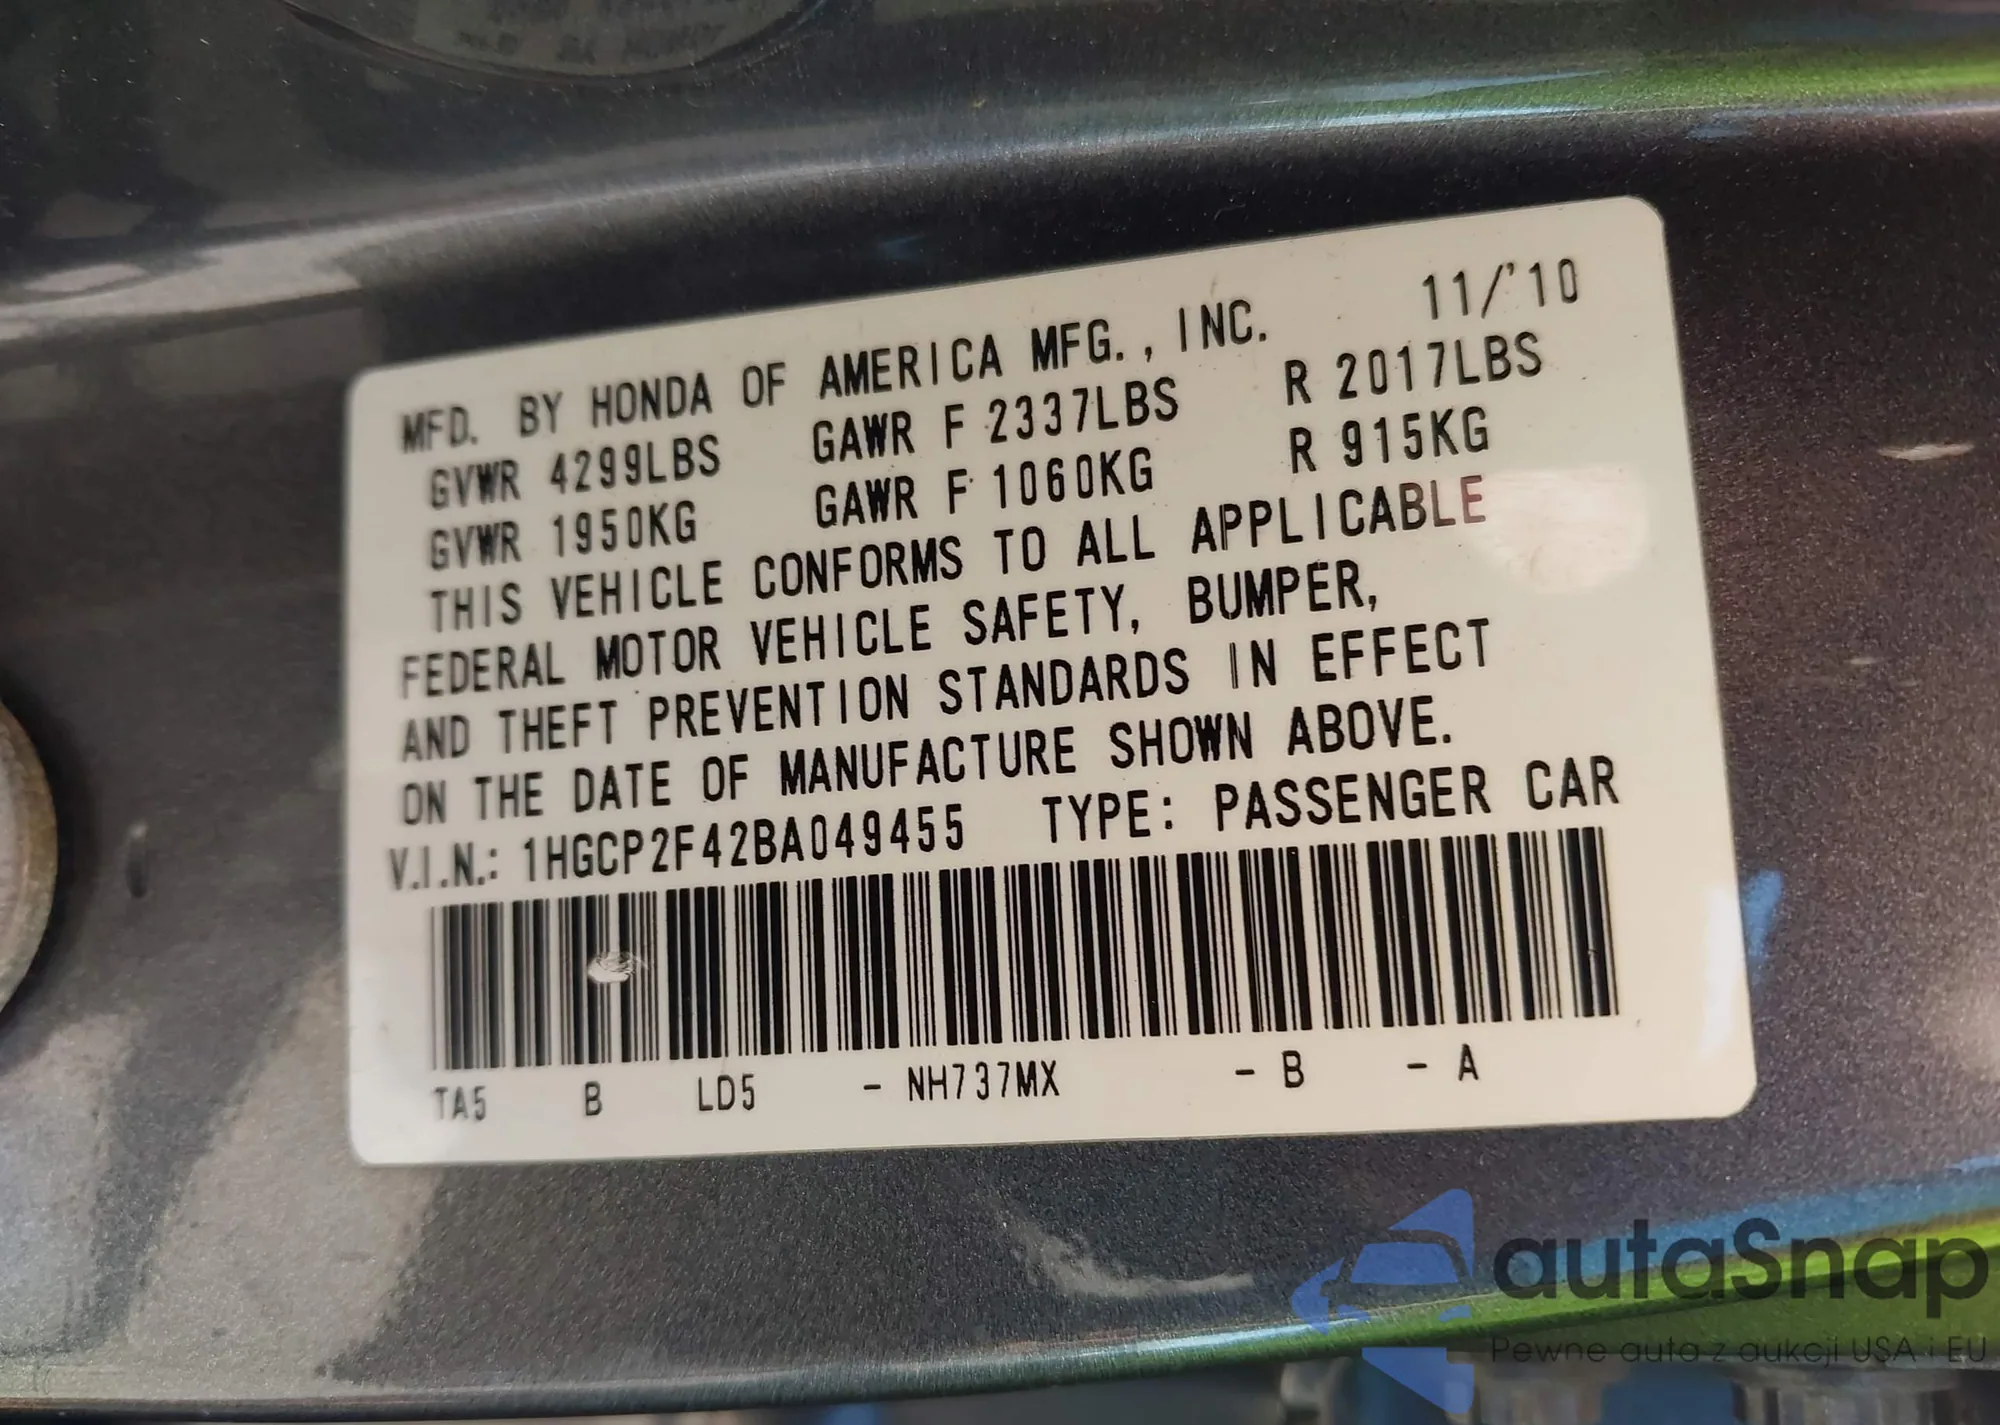 MFD. BY HONDA OF AMERICA MFG., INC. 11/'10
GVWR 4299LBS GAWR F 2337LBS R 2017LBS
GVWR 1950KG GAWR F 1060KG R 915KG
THIS VEHICLE CONFORMS TO ALL APPLICABLE
FEDERAL MOTOR VEHICLE SAFETY, BUMPER,
AND THEFT PREVENTION STANDARDS IN EFFECT
ON THE DATE OF MANUFACTURE SHOWN ABOVE.
V.I.N.: 1HGCP2F42BA049455 TYPE: PASSENGER CAR
TA5 B LD5 - NH737MX - B - A
autaSnap
Pewne auta z aukcji USA i EU